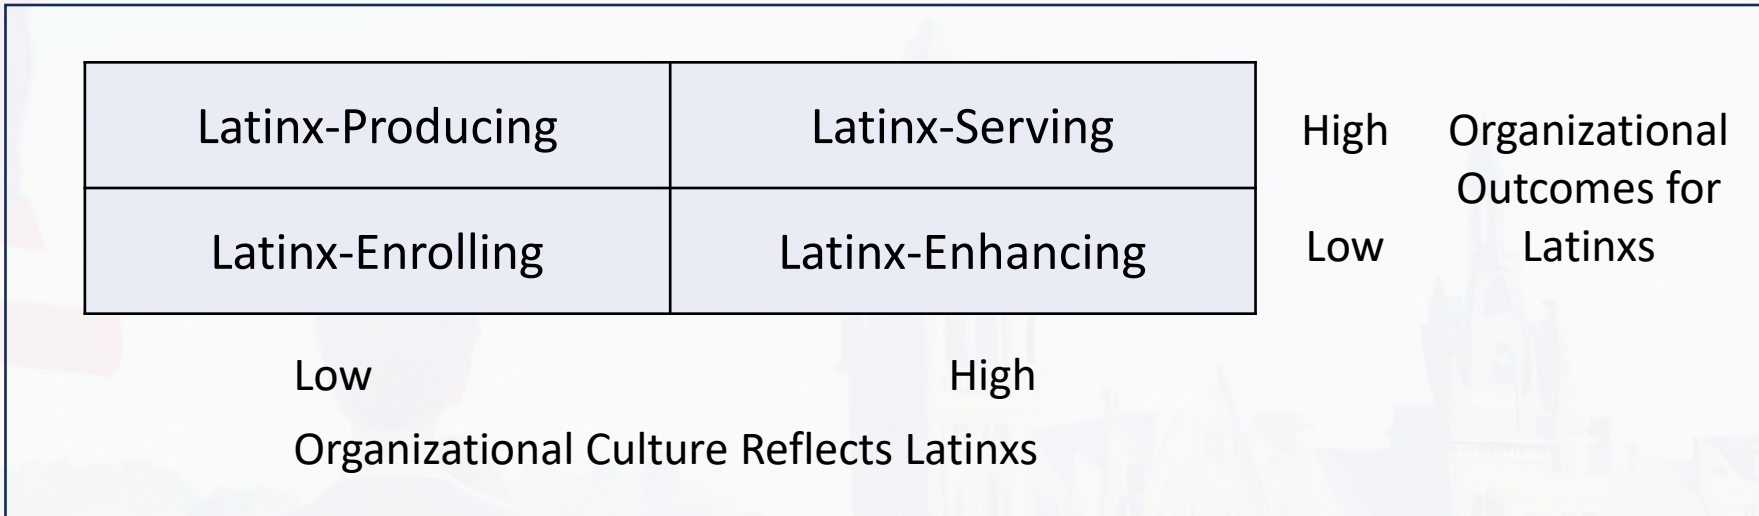 Latinx-Producing
Latinx-Serving
High
Organizational
Outcomes for
Latinxs
Latinx-Enrolling
Latinx-Enhancing
Low
Low
High
Organizational Culture Reflects Latinxs